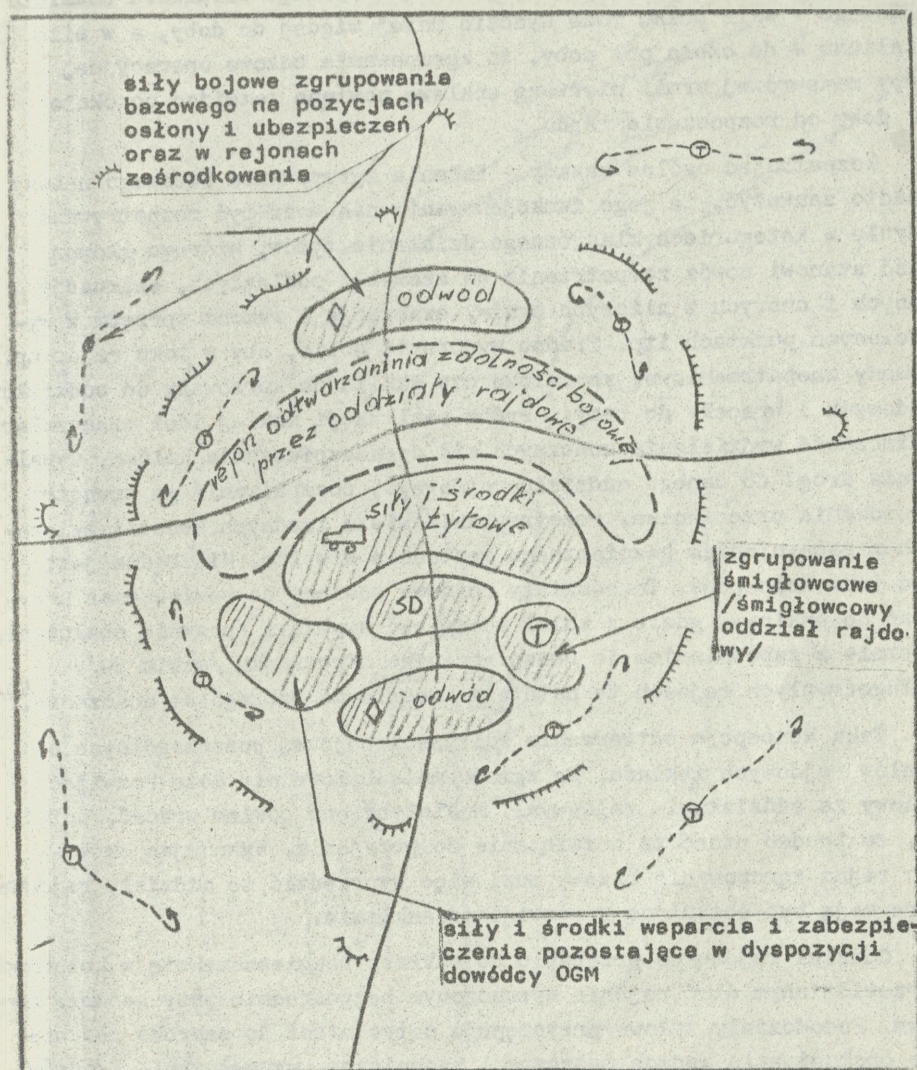 siły bojowe zgrupowania
bazowego na pozycjach
osłony i ubezpieczeń
oraz w rejonach
ześrodkowania
T
odwód
rejon odtwarzaninia zdolności bojowej
przez oddziały rajdowe
T
T
T
siły i środki
tyłowe
zgrupowanie
śmigłowcowe
/śmigłowcowy
oddział rajdo-
wy/
SD
T
T
odwód
T
T
T
siły i środki wsparcia i zabezpie-
czenia pozostające w dyspozycji
dowódcy OGM